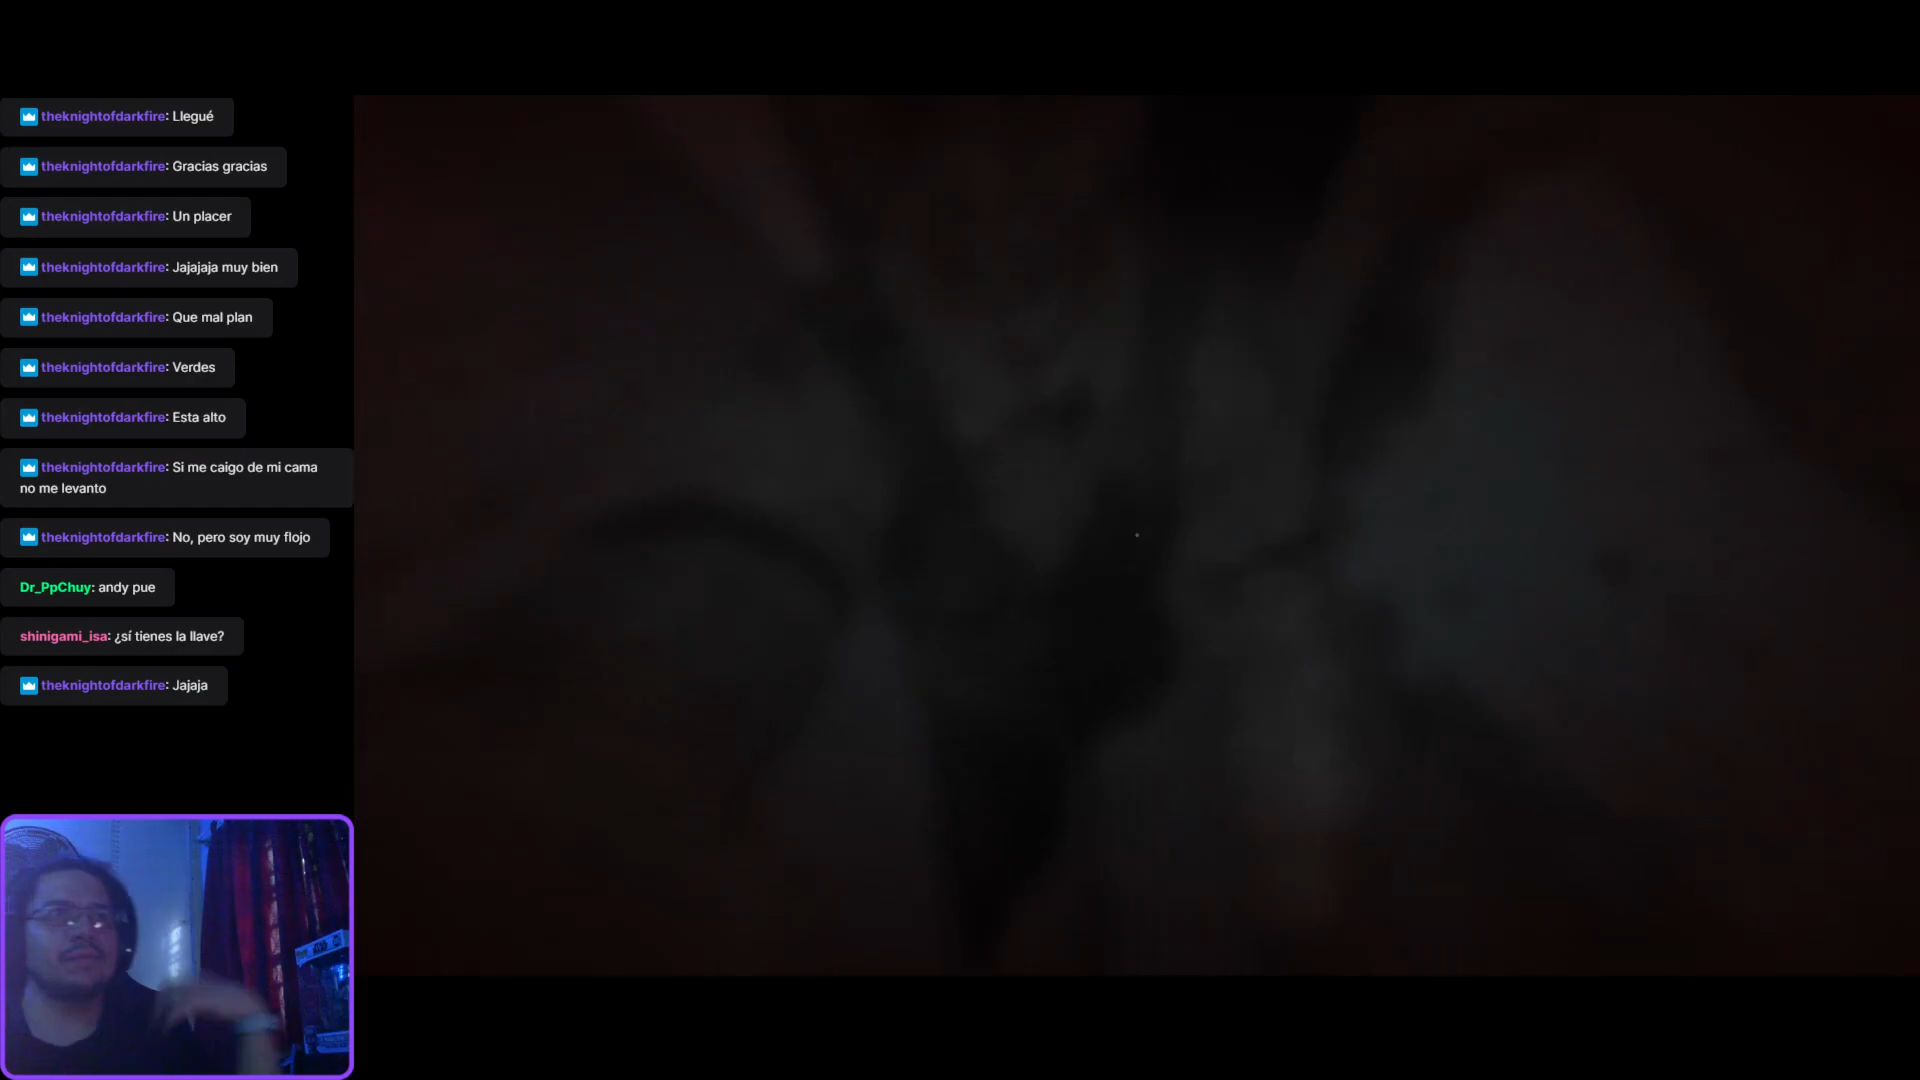 theknightofdarkfire: Llegué
theknightofdarkfire: Gracias gracias
theknightofdarkfire: Un placer
theknightofdarkfire: Jajajaja muy bien
theknightofdarkfire: Que mal plan
theknightofdarkfire: Verdes
theknightofdarkfire: Esta alto
theknightofdarkfire: Si me caigo de mi cama
no me levanto
theknightofdarkfire: No, pero soy muy flojo
Dr_PpChuy: andy pue
shinigami_isa: ¿sí tienes la llave?
theknightofdarkfire: Jajaja